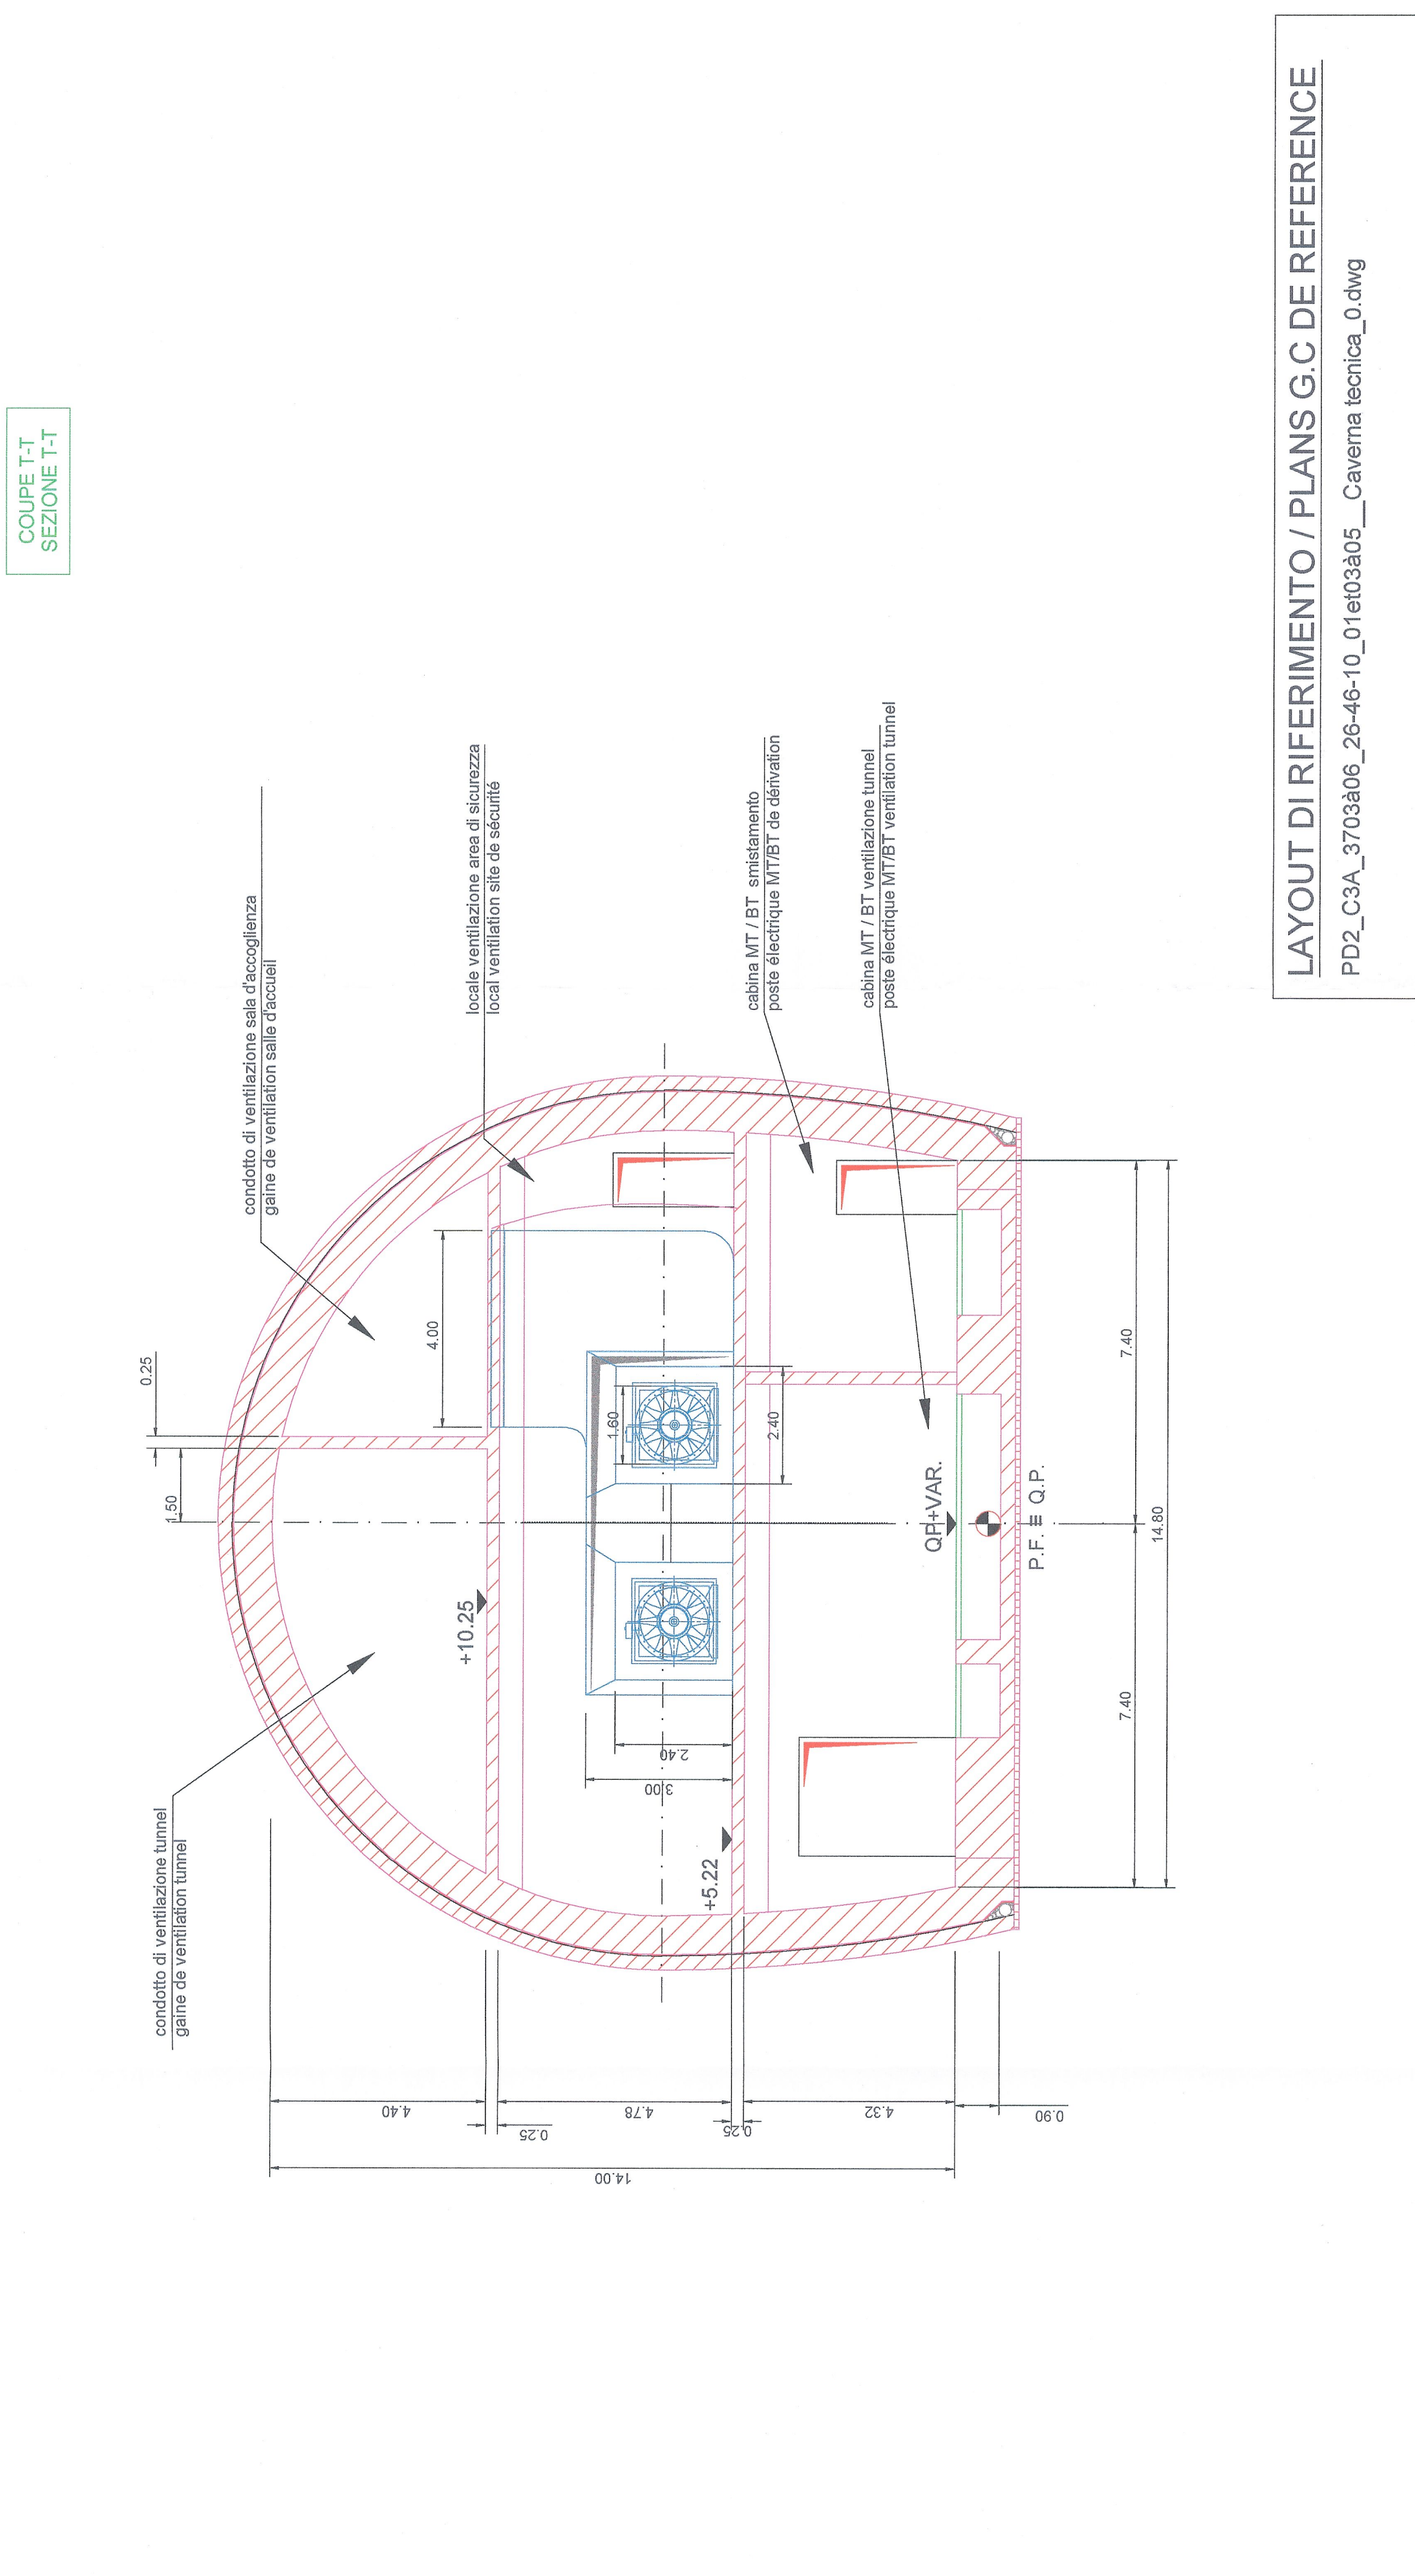 COUPE T-T
SEZIONE T-T
condotto di ventilazione tunnel
gaine de ventilation tunnel
condotto di ventilazione sala d'accoglienza
gaine de ventilation salle d'accueil
locale ventilazione area di sicurezza
local ventilation site de sécurité
cabina MT / BT smistamento
poste électrique MT/BT de dérivation
cabina MT / BT ventilazione tunnel
poste électrique MT/BT ventilation tunnel
1.50
0.25
4.00
+10.25
1.60
2.40
2.40
3.00
+5.22
QP+VAR.
P.F. ≡ Q.P.
7.40
7.40
14.80
4.40
0.25
4.78
0.25
4.32
0.90
14.00
LAYOUT DI RIFERIMENTO / PLANS G.C DE REFERENCE
PD2_C3A_3703à06_26-46-10_01et03à05__Caverna tecnica_0.dwg